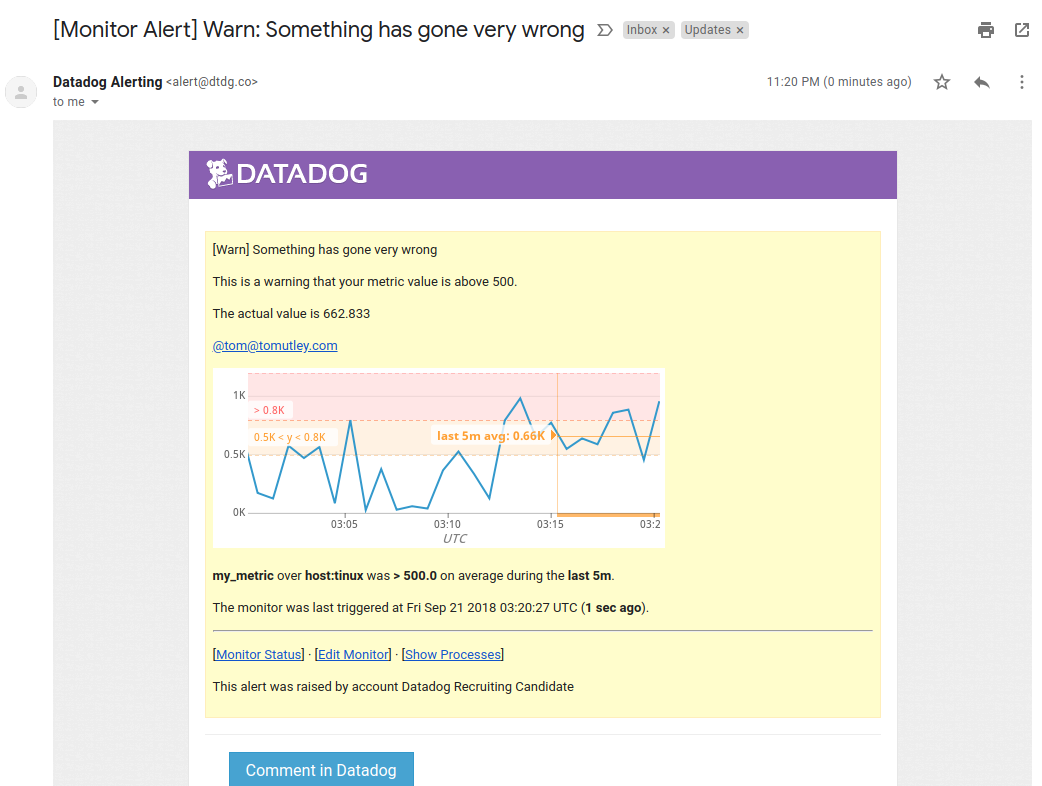 [Monitor Alert] Warn: Something has gone very wrong
Inbox ×
Updates ×
Datadog Alerting <alert@dtdg.co>
11:20 PM (0 minutes ago)
to me
DATADOG
[Warn] Something has gone very wrong
This is a warning that your metric value is above 500.
The actual value is 662.833
@tom@tomutley.com
1K
> 0.8K
0.5K < y < 0.8K
last 5m avg: 0.66K
0.5K
0K
03:05 03:10 03:15 03:2
UTC
my_metric over host:tinux was > 500.0 on average during the last 5m.
The monitor was last triggered at Fri Sep 21 2018 03:20:27 UTC (1 sec ago).
[Monitor Status] · [Edit Monitor] · [Show Processes]
This alert was raised by account Datadog Recruiting Candidate
Comment in Datadog